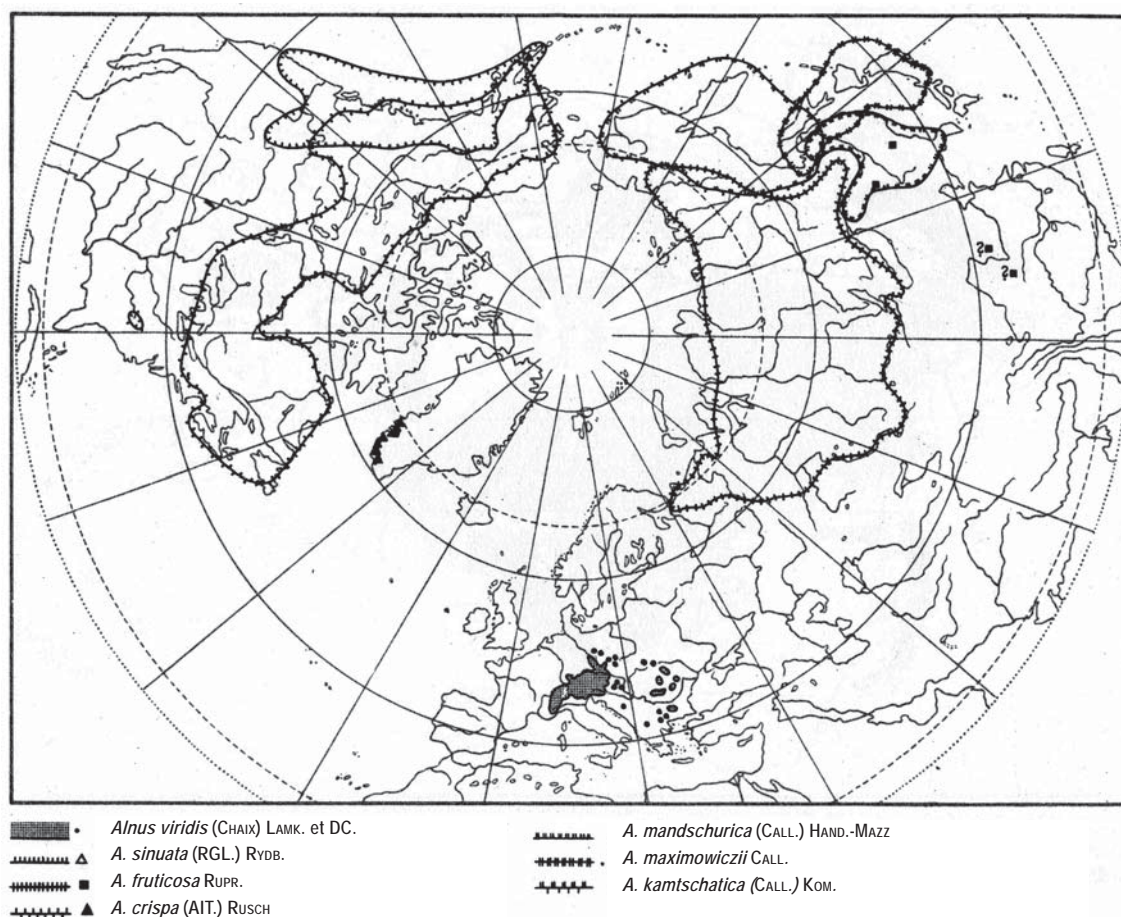 ?
?
Alnus viridis (CHAIX) LAMK. et DC.
A. sinuata (RGL.) RYDB.
A. fruticosa RUPR.
A. crispa (AIT.) RUSCH
A. mandschurica (CALL.) HAND.-MAZZ
A. maximowiczii CALL.
A. kamtschatica (CALL.) KOM.